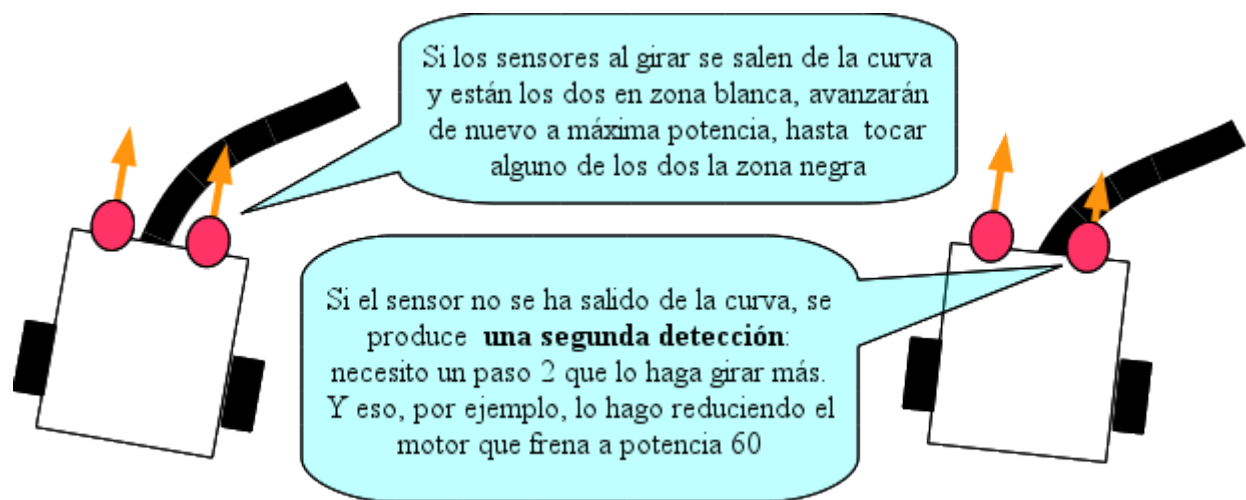 Si los sensores al girar se salen de la curva
y están los dos en zona blanca, avanzarán
de nuevo a máxima potencia, hasta tocar
alguno de los dos la zona negra
Si el sensor no se ha salido de la curva, se
produce una segunda detección:
necesito un paso 2 que lo haga girar más.
Y eso, por ejemplo, lo hago reduciendo el
motor que frena a potencia 60